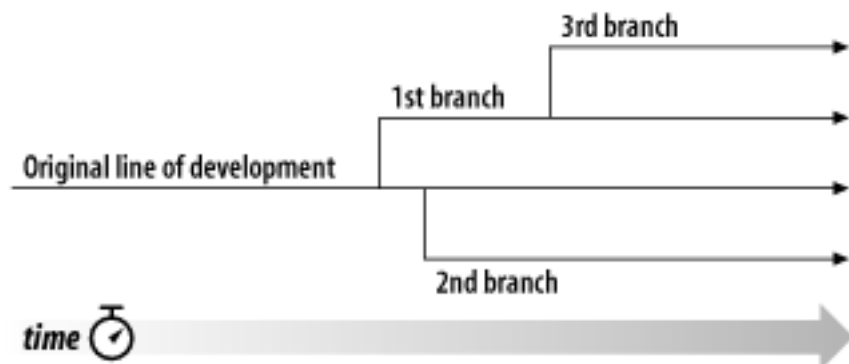 3rd branch
1st branch
Original line of development
2nd branch
time